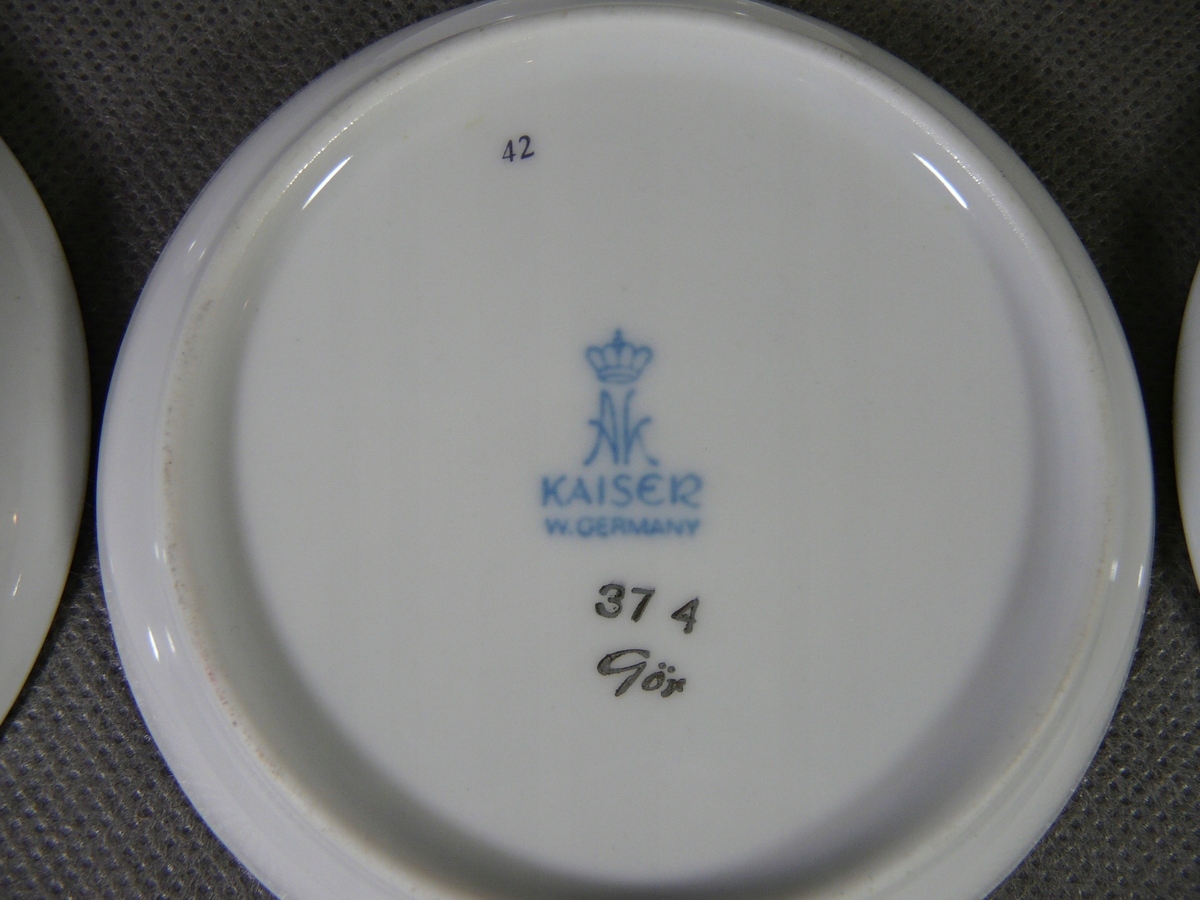 42
AK
KAISER
W. GERMANY
37 4
Gör